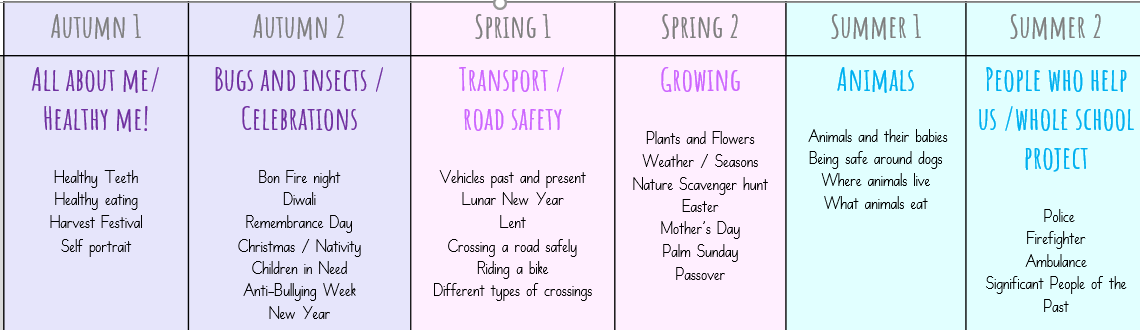 AUTUMN 1
ALL ABOUT ME/
HEALTHY ME!
Healthy Teeth
Healthy eating
Harvest Festival
Self portrait
AUTUMN 2
BUGS AND INSECTS /
CELEBRATIONS
Bon Fire night
Diwali
Remembrance Day
Christmas / Nativity
Children in Need
Anti-Bullying Week
New Year
SPRING 1
TRANSPORT /
ROAD SAFETY
Vehicles past and present
Lunar New Year
Lent
Crossing a road safely
Riding a bike
Different types of crossings
SPRING 2
GROWING
Plants and Flowers
Weather / Seasons
Nature Scavenger hunt
Easter
Mother's Day
Palm Sunday
Passover
SUMMER 1
ANIMALS
Animals and their babies
Being safe around dogs
Where animals live
What animals eat
SUMMER 2
PEOPLE WHO HELP
US /WHOLE SCHOOL
PROJECT
Police
Firefighter
Ambulance
Significant People of the
Past